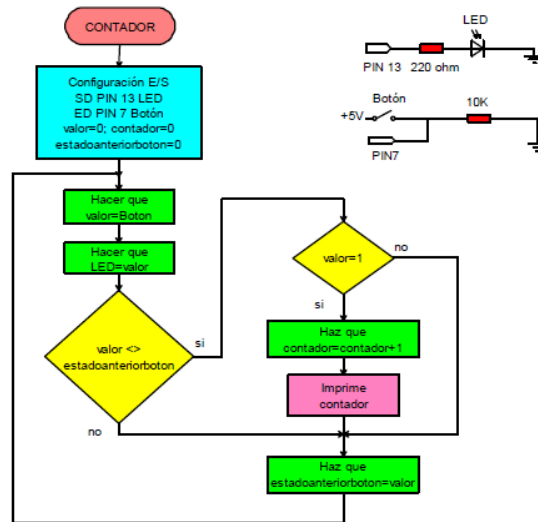 CONTADOR
Configuración E/S
SD PIN 13 LED
ED PIN 7 Botón
valor=0; contador=0
estadoanteriorboton=0
Hacer que
valor=Boton
Hacer que
LED=valor
valor <>
estadoanteriorboton
si
no
valor=1
no
si
Haz que
contador=contador+1
Imprime
contador
Haz que
estadoanteriorboton=valor
LED
PIN 13
220 ohm
Botón
10K
+5V
PIN7